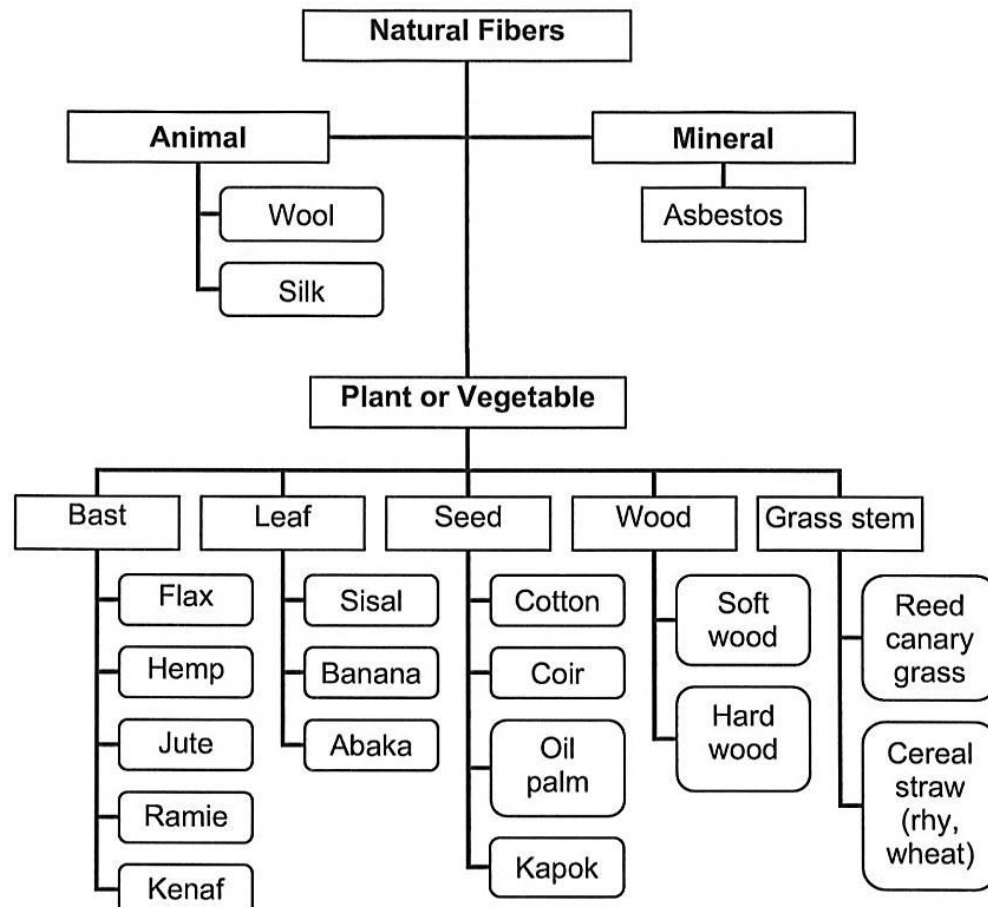 Natural Fibers
Animal
Mineral
Wool
Asbestos
Silk
Plant or Vegetable
Bast
Leaf
Seed
Wood
Grass stem
Flax
Hemp
Jute
Ramie
Kenaf
Sisal
Banana
Abaka
Cotton
Coir
Oil
palm
Kapok
Soft
wood
Hard
wood
Reed
canary
grass
Cereal
straw
(rhy,
wheat)